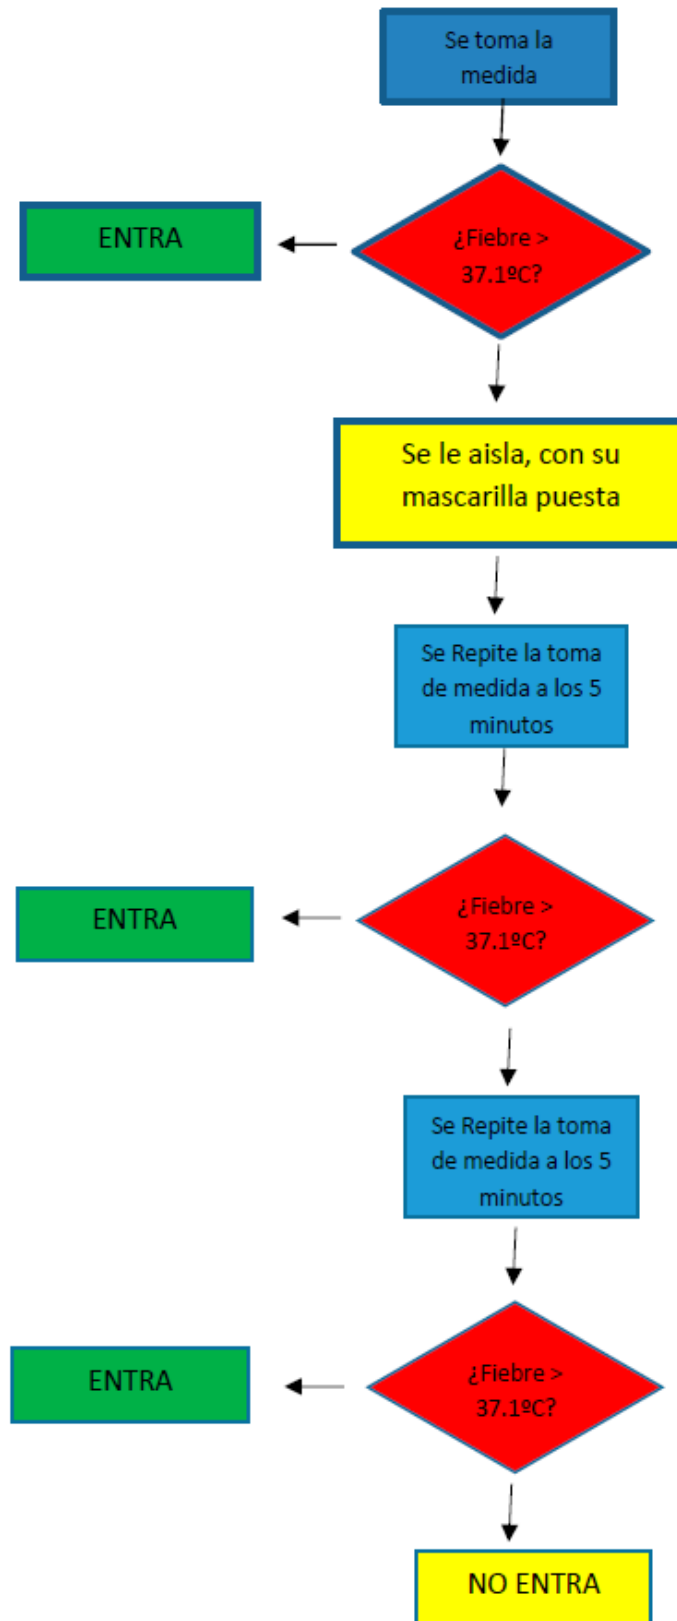 Se toma la
medida
ENTRA
¿Fiebre >
37.1ºC?
Se le aisla, con su
mascarilla puesta
Se Repite la toma
de medida a los 5
minutos
ENTRA
¿Fiebre >
37.1ºC?
Se Repite la toma
de medida a los 5
minutos
ENTRA
¿Fiebre >
37.1ºC?
NO ENTRA